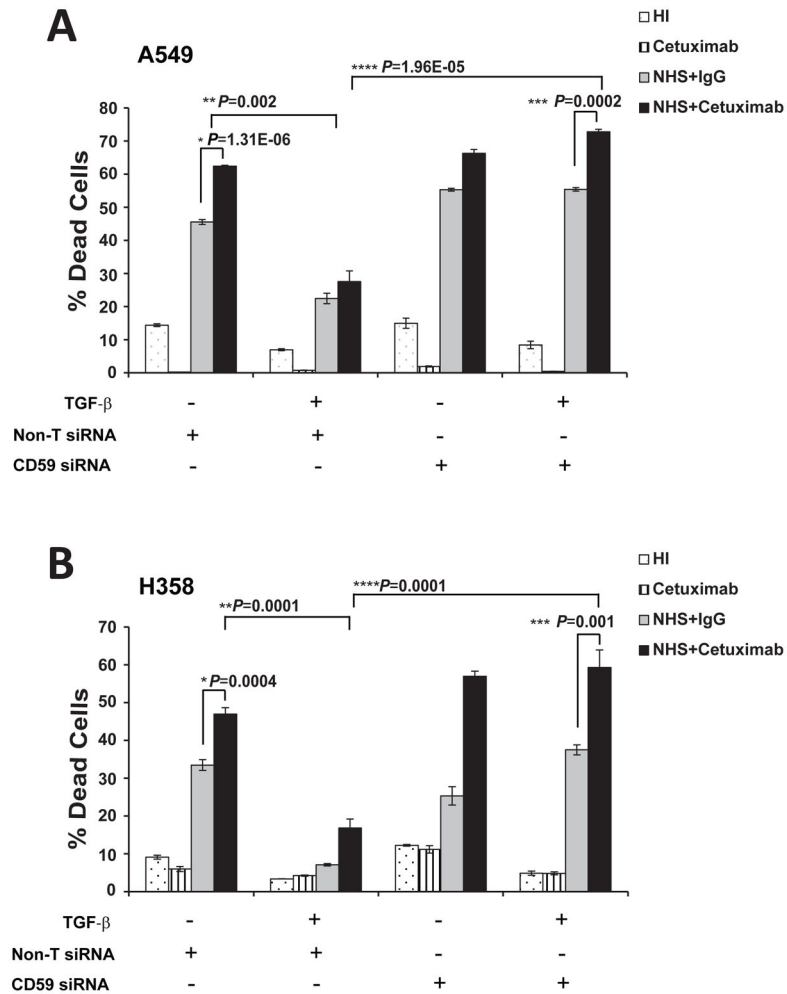 A
A549
HI
Cetuximab
NHS+IgG
NHS+Cetuximab
**** P=1.96E-05
** P=0.002
*** P=0.0002
* P=1.31E-06
% Dead Cells
80
70
60
50
40
30
20
10
0
TGF-β - + - +
Non-T siRNA + + - -
CD59 siRNA - - + +
B
H358
HI
Cetuximab
NHS+IgG
NHS+Cetuximab
****P=0.0001
**P=0.0001
*** P=0.001
* P=0.0004
% Dead Cells
70
60
50
40
30
20
10
0
TGF-β - + - +
Non-T siRNA + + - -
CD59 siRNA - - + +